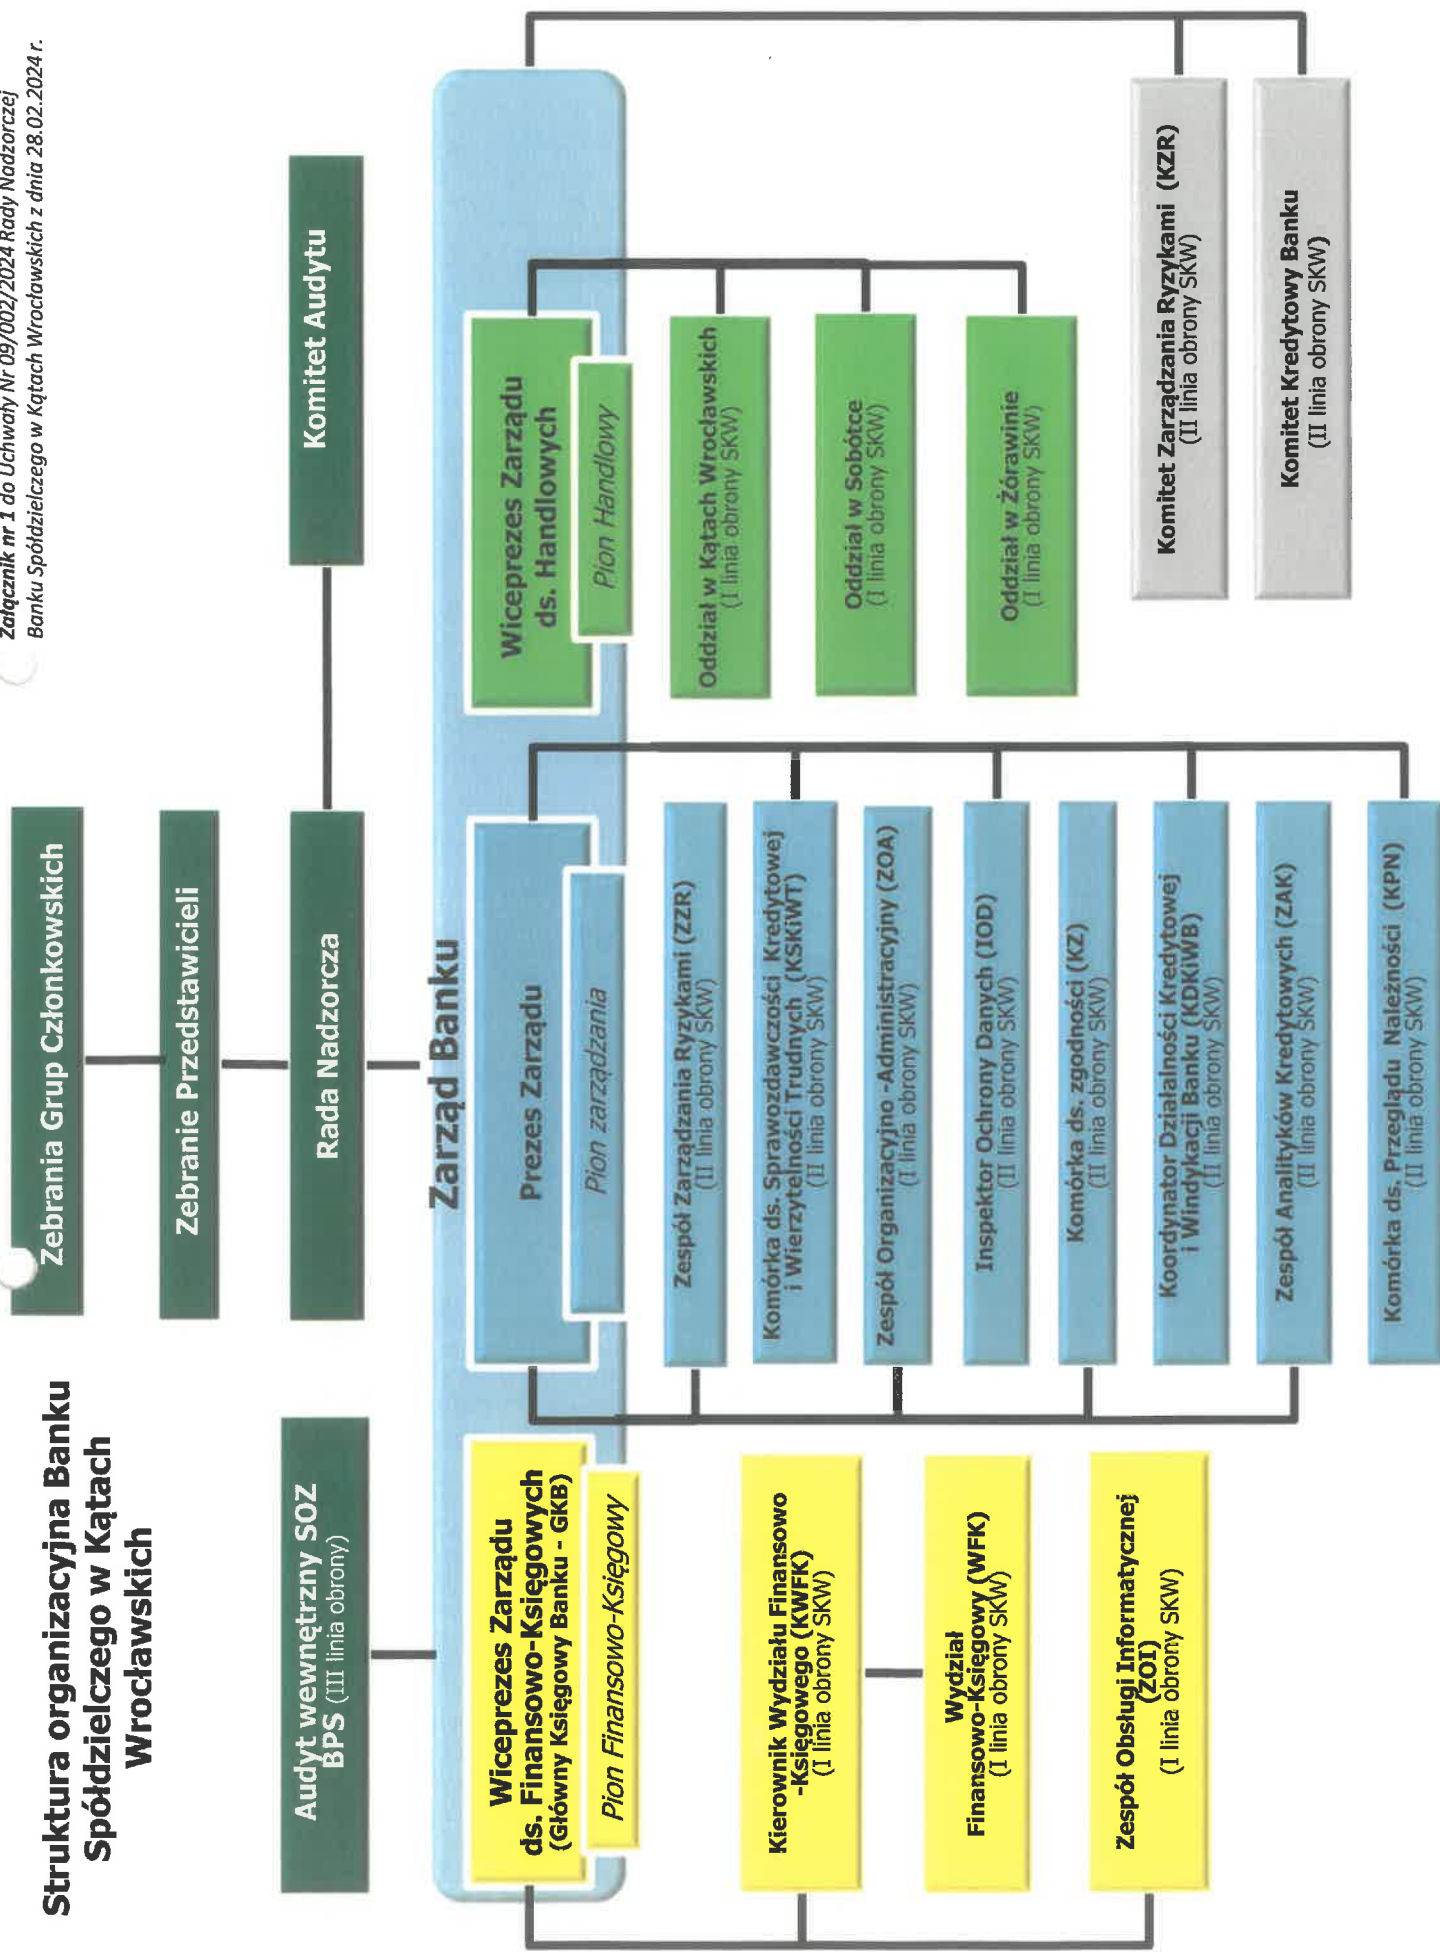 Załącznik nr 1 do Uchwały Nr 09/002/2024 Rady Nadzorczej
Banku Spółdzielczego w Kątach Wrocławskich z dnia 28.02.2024 r.
Struktura organizacyjna Banku
Spółdzielczego w Kątach
Wrocławskich
Zebrania Grup Członkowskich
Zebranie Przedstawicieli
Rada Nadzorcza
Komitet Audytu
Audyt wewnętrzny SOZ
BPS (III linia obrony)
Zarząd Banku
Wiceprezes Zarządu
ds. Finansowo-Księgowych
(Główny Księgowy Banku - GKB)
Pion Finansowo-Księgowy
Kierownik Wydziału Finansowo
-Księgowego (KWFK)
(I linia obrony SKW)
Wydział
Finansowo-Księgowy (WFK)
(I linia obrony SKW)
Zespół Obsługi Informatycznej
(ZOI)
(I linia obrony SKW)
Prezes Zarządu
Pion zarządzania
Zespół Zarządzania Ryzykami (ZZR)
(II linia obrony SKW)
Komórka ds. Sprawozdawczości Kredytowej
i Wierzytelności Trudnych (KSKiWT)
(II linia obrony SKW)
Zespół Organizacyjno -Administracyjny (ZOA)
(I linia obrony SKW)
Inspektor Ochrony Danych (IOD)
(II linia obrony SKW)
Komórka ds. zgodności (KZ)
(II linia obrony SKW)
Koordynator Działalności Kredytowej
i Windykacji Banku (KDKiWB)
(II linia obrony SKW)
Zespół Analityków Kredytowych (ZAK)
(II linia obrony SKW)
Komórka ds. Przeglądu Należności (KPN)
(II linia obrony SKW)
Wiceprezes Zarządu
ds. Handlowych
Pion Handlowy
Oddział w Kątach Wrocławskich
(I linia obrony SKW)
Oddział w Sobótce
(I linia obrony SKW)
Oddział w Żórawinie
(I linia obrony SKW)
Komitet Zarządzania Ryzykami (KZR)
(II linia obrony SKW)
Komitet Kredytowy Banku
(II linia obrony SKW)